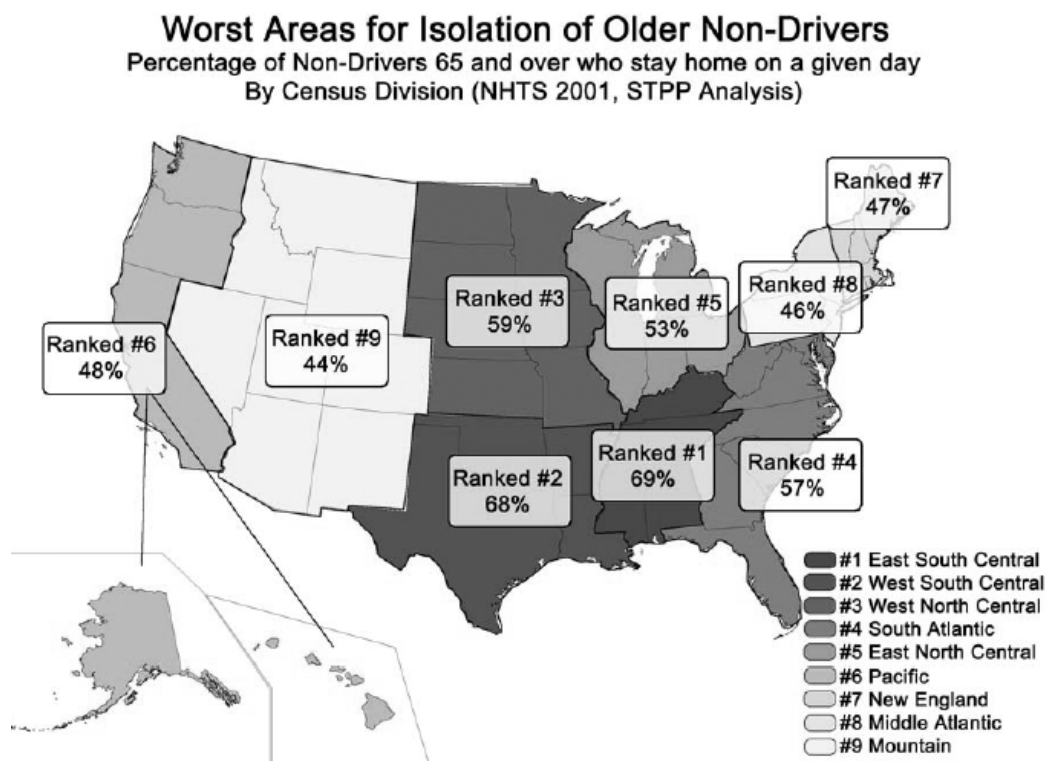 Worst Areas for Isolation of Older Non-Drivers
Percentage of Non-Drivers 65 and over who stay home on a given day
By Census Division (NHTS 2001, STPP Analysis)
Ranked #7
47%
Ranked #8
46%
Ranked #3
59%
Ranked #5
53%
Ranked #6
48%
Ranked #9
44%
Ranked #1
69%
Ranked #2
68%
Ranked #4
57%
#1 East South Central
#2 West South Central
#3 West North Central
#4 South Atlantic
#5 East North Central
#6 Pacific
#7 New England
#8 Middle Atlantic
#9 Mountain